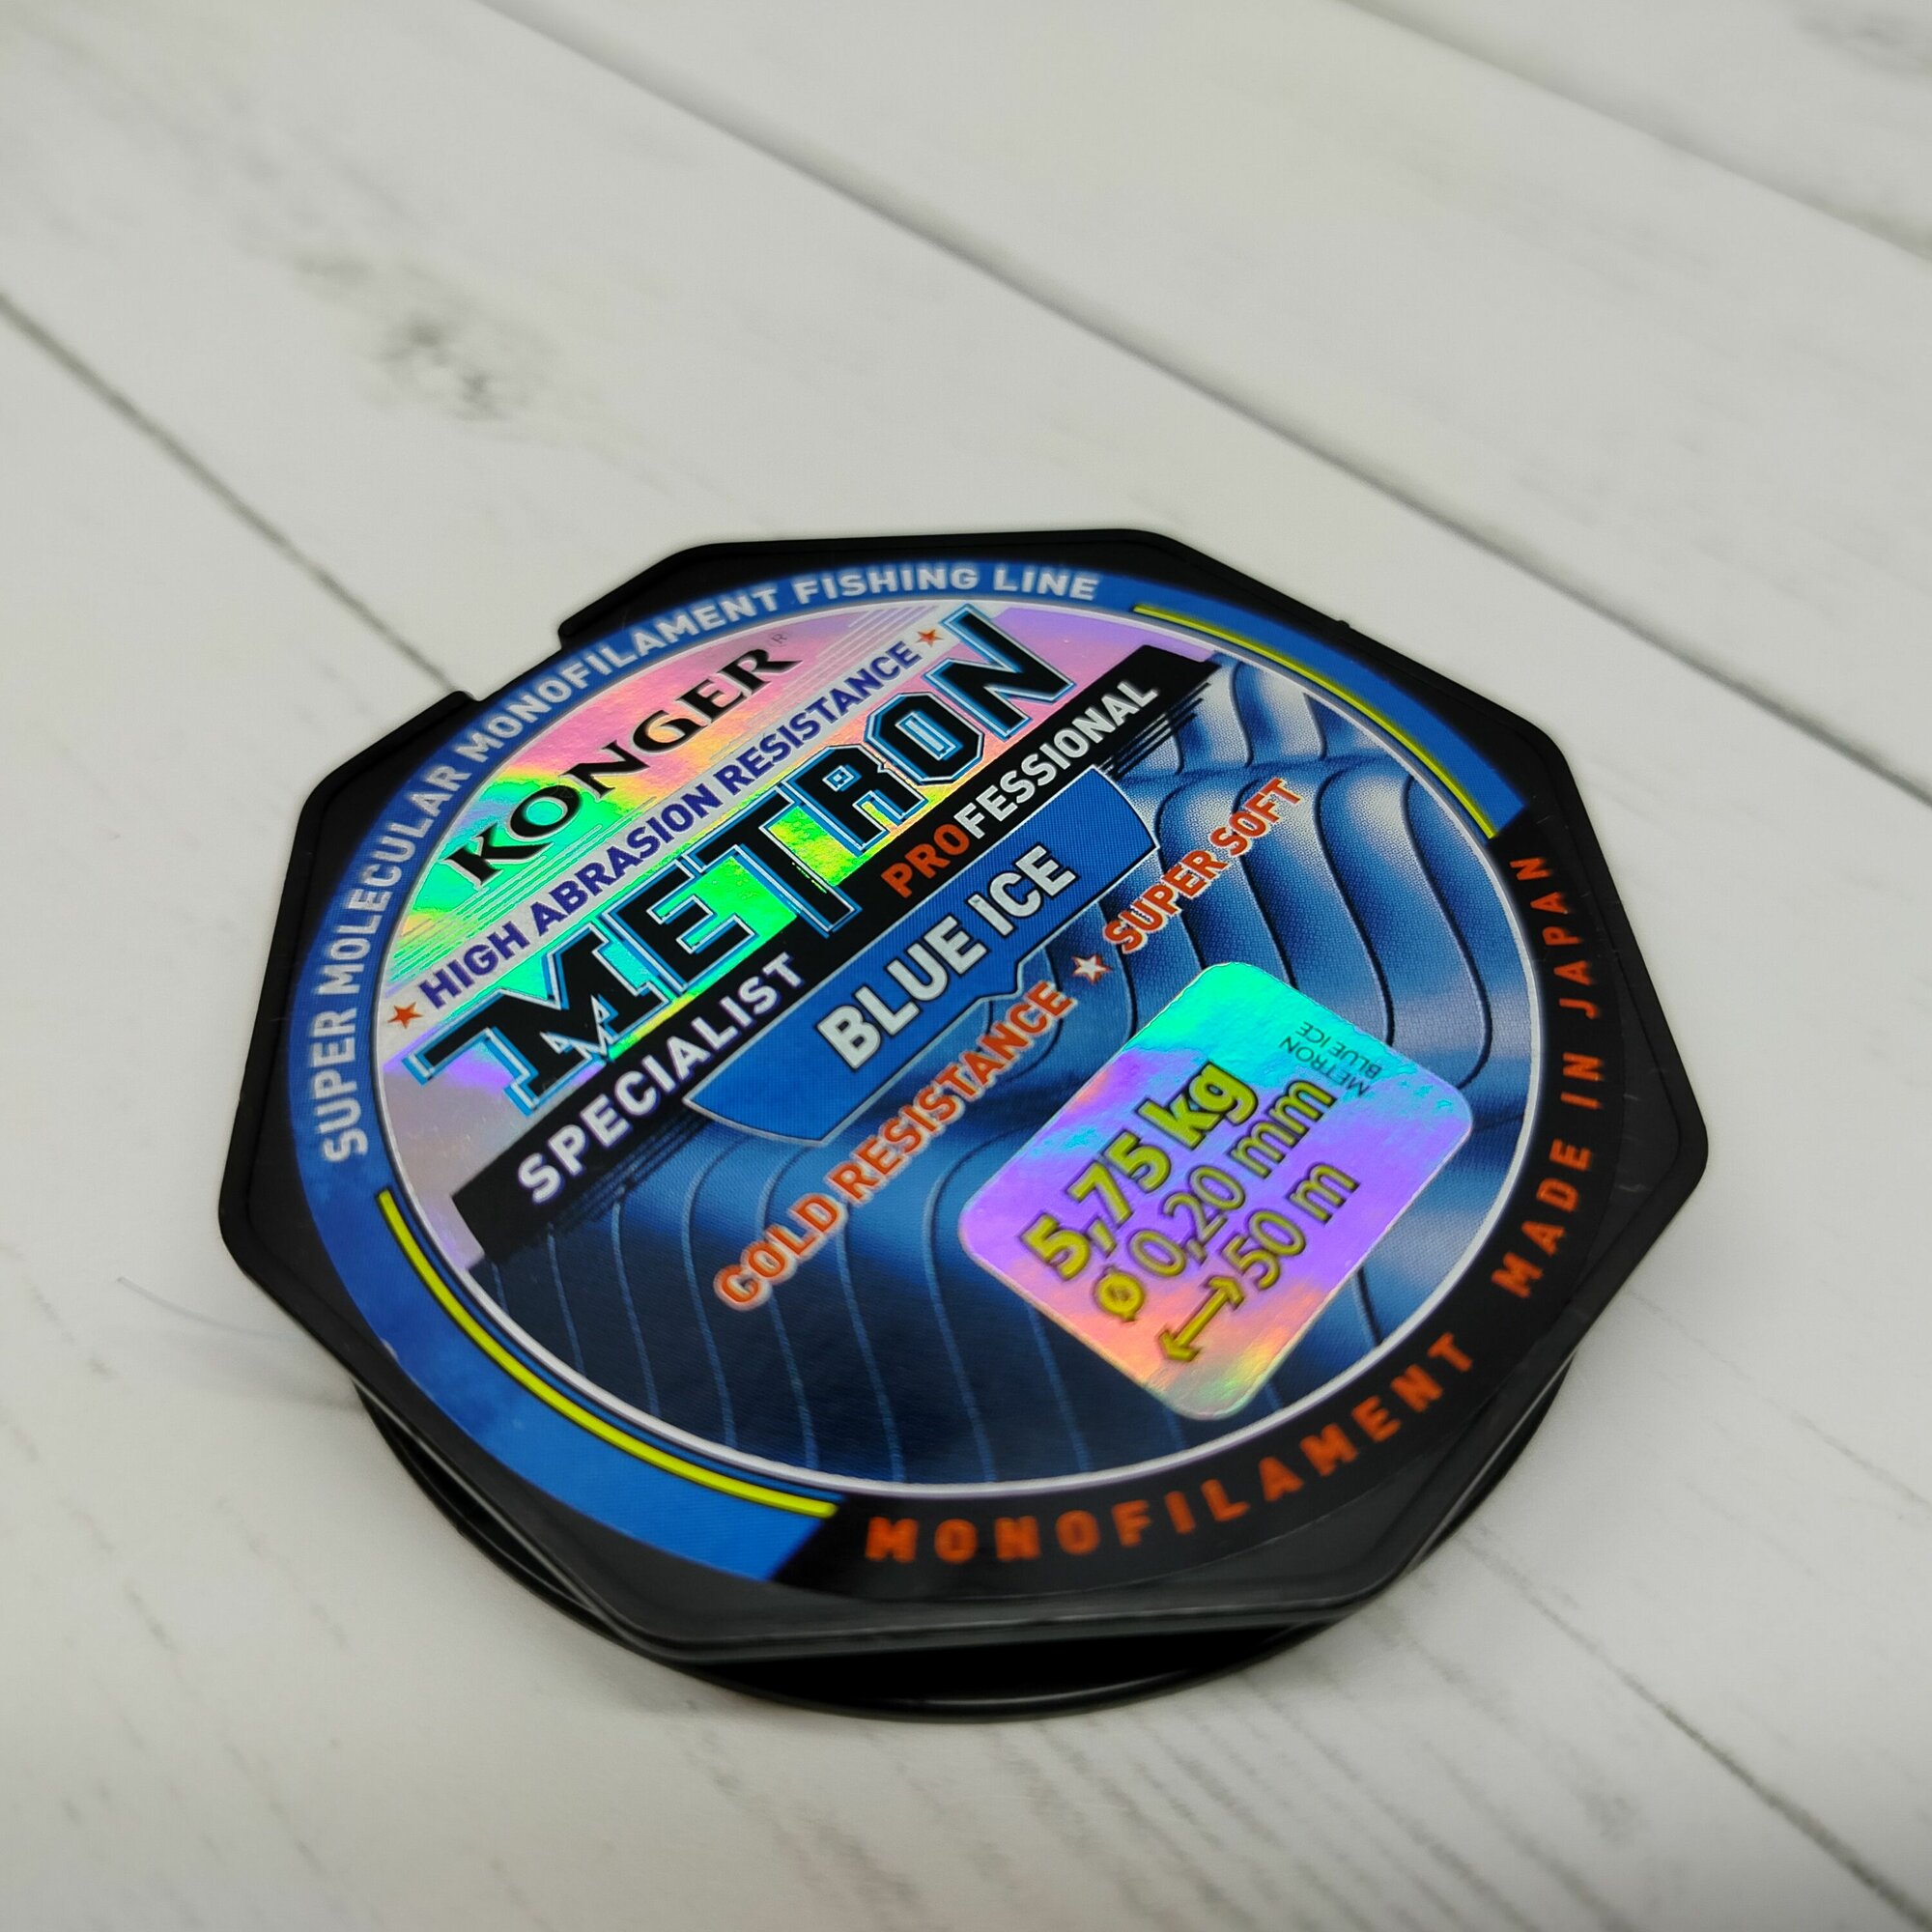 SUPER MOLECULAR MONOFILAMENT FISHING LINE
KONGER®
★ HIGH ABRASION RESISTANCE ★
METRON
SPECIALIST PROFESSIONAL
BLUE ICE
COLD RESISTANCE ★ SUPER SOFT
METRON
BLUE ICE
5,75 kg
ø 0,20 mm
↔ 50 m
MONOFILAMENT MADE IN JAPAN